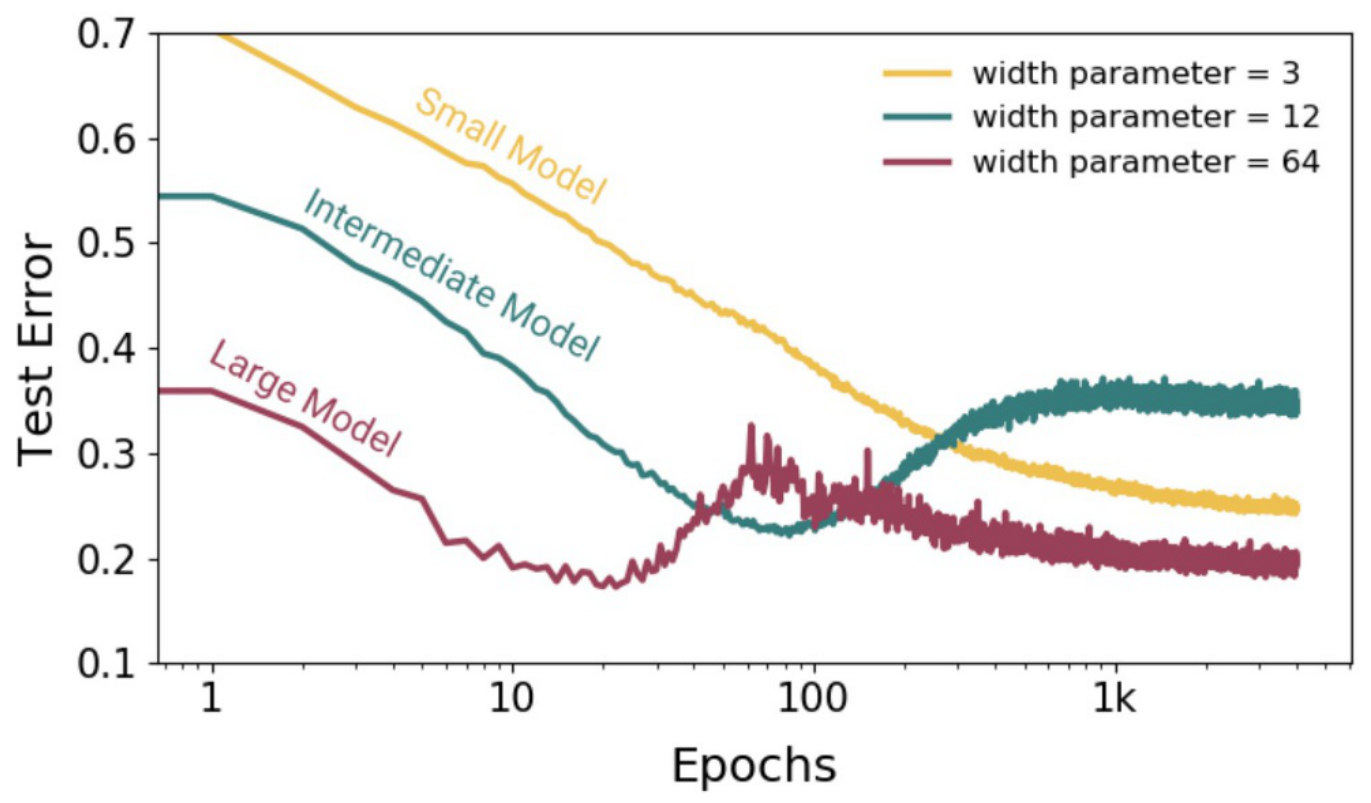 0.7
0.6
0.5
0.4
0.3
0.2
0.1
Test Error
width parameter = 3
width parameter = 12
width parameter = 64
Small Model
Intermediate Model
Large Model
1
10
100
1k
Epochs